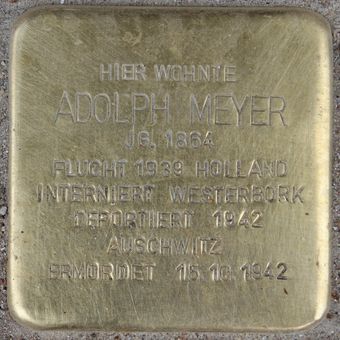 HIER WOHNTE
ADOLPH MEYER
JG. 1864
FLUCHT 1939 HOLLAND
INTERNIERT WESTERBORK
DEPORTIERT 1942
AUSCHWITZ
ERMORDET 15.10.1942